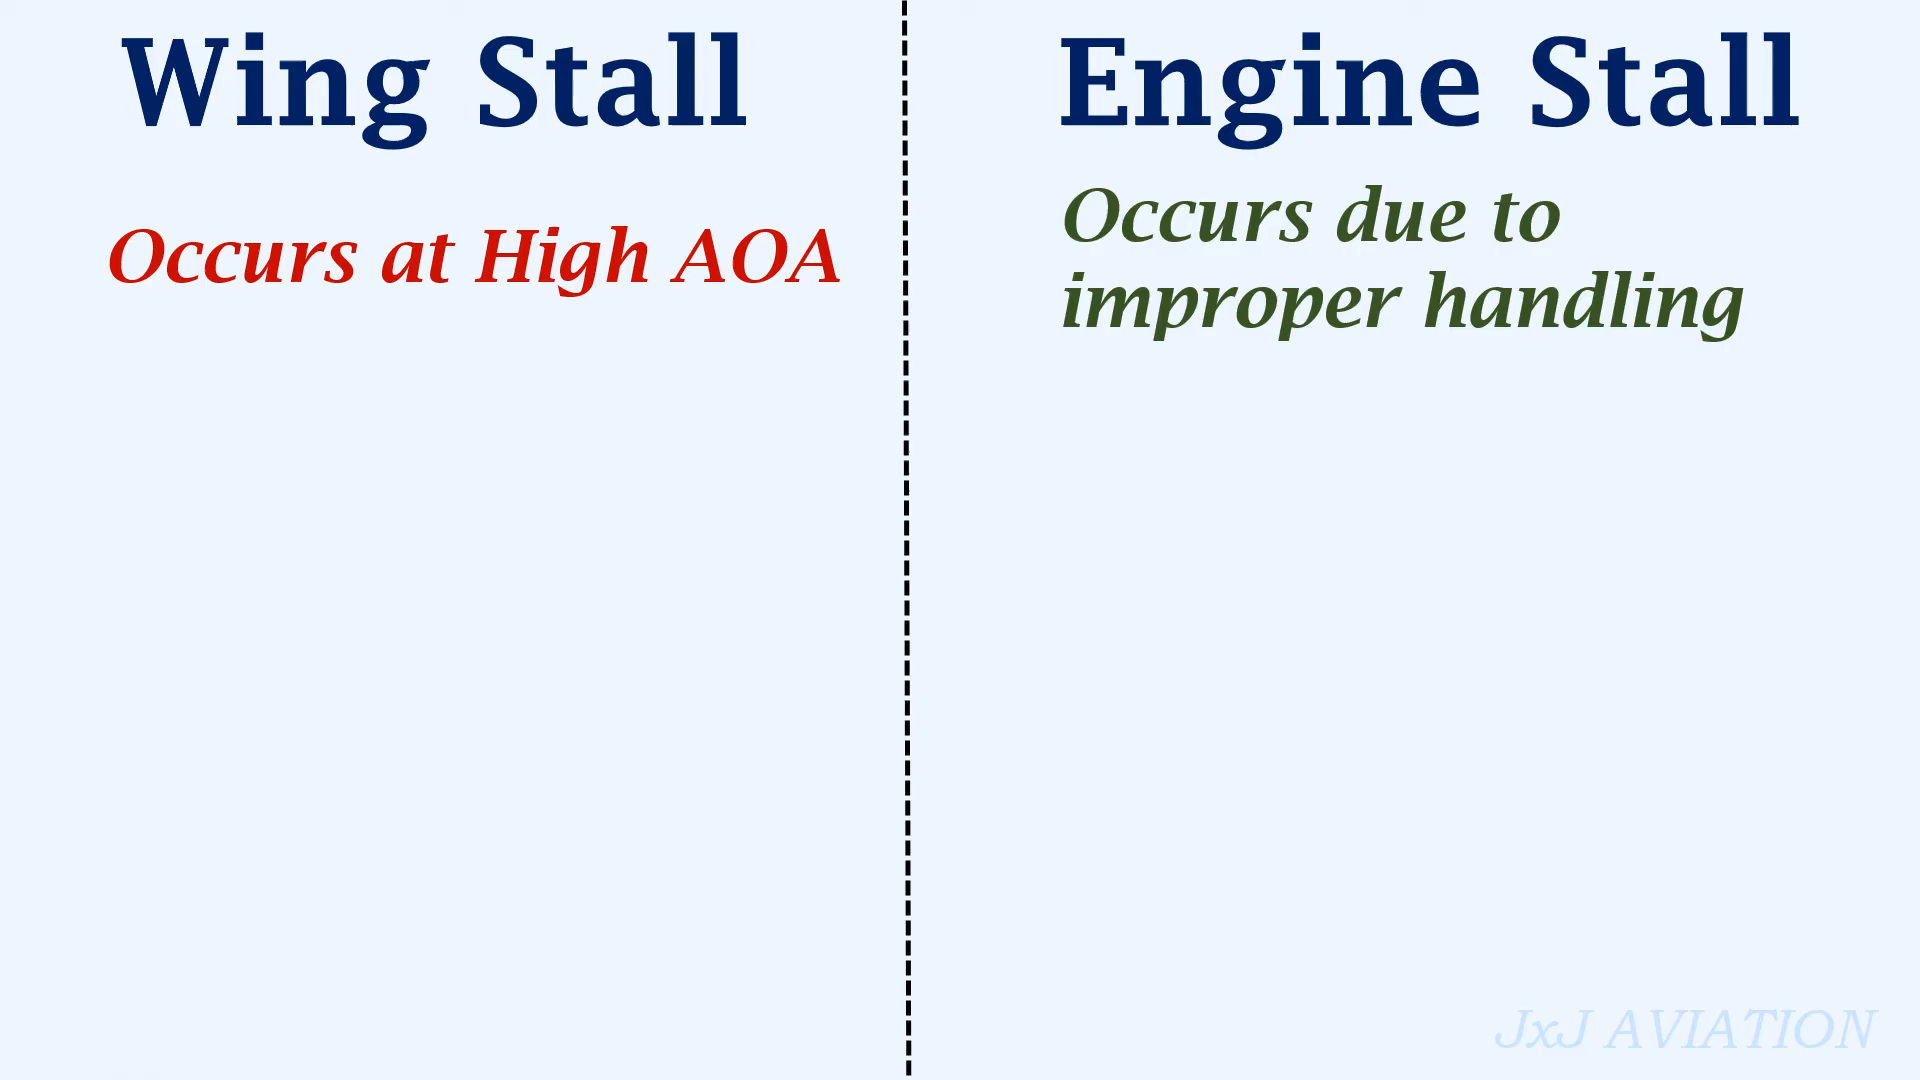 Wing Stall
Occurs at High AOA
Engine Stall
Occurs due to
improper handling
JxJ AVIATION